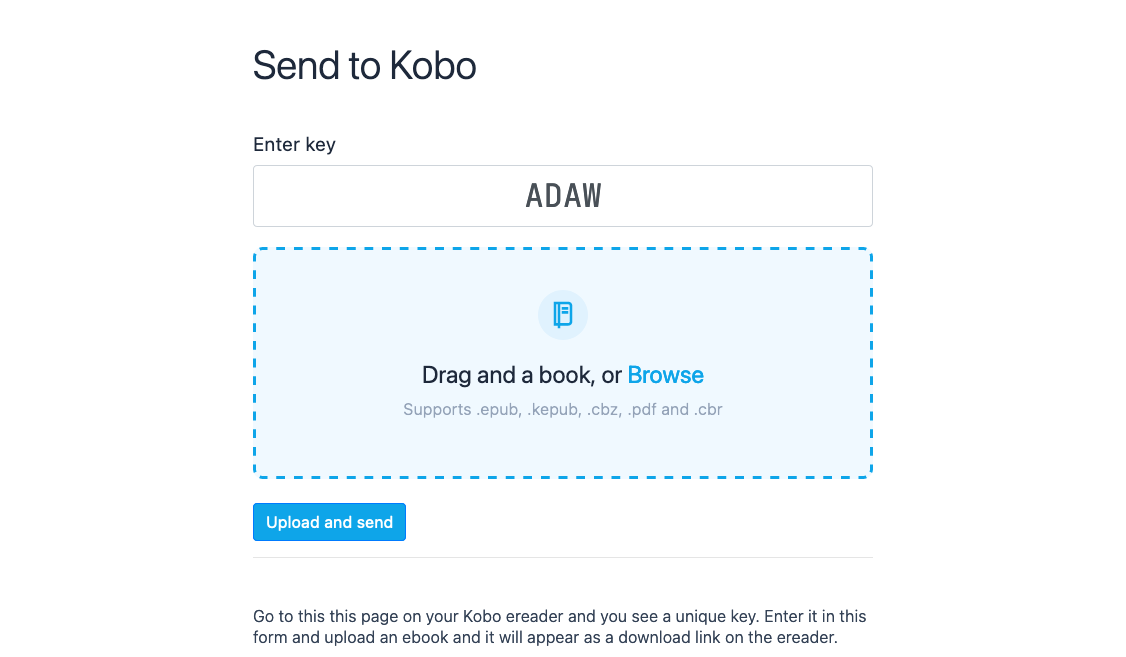 Send to Kobo
Enter key
ADAW
Drag and a book, or Browse
Supports .epub, .kepub, .cbz, .pdf and .cbr
Upload and send
Go to this this page on your Kobo ereader and you see a unique key. Enter it in this
form and upload an ebook and it will appear as a download link on the ereader.